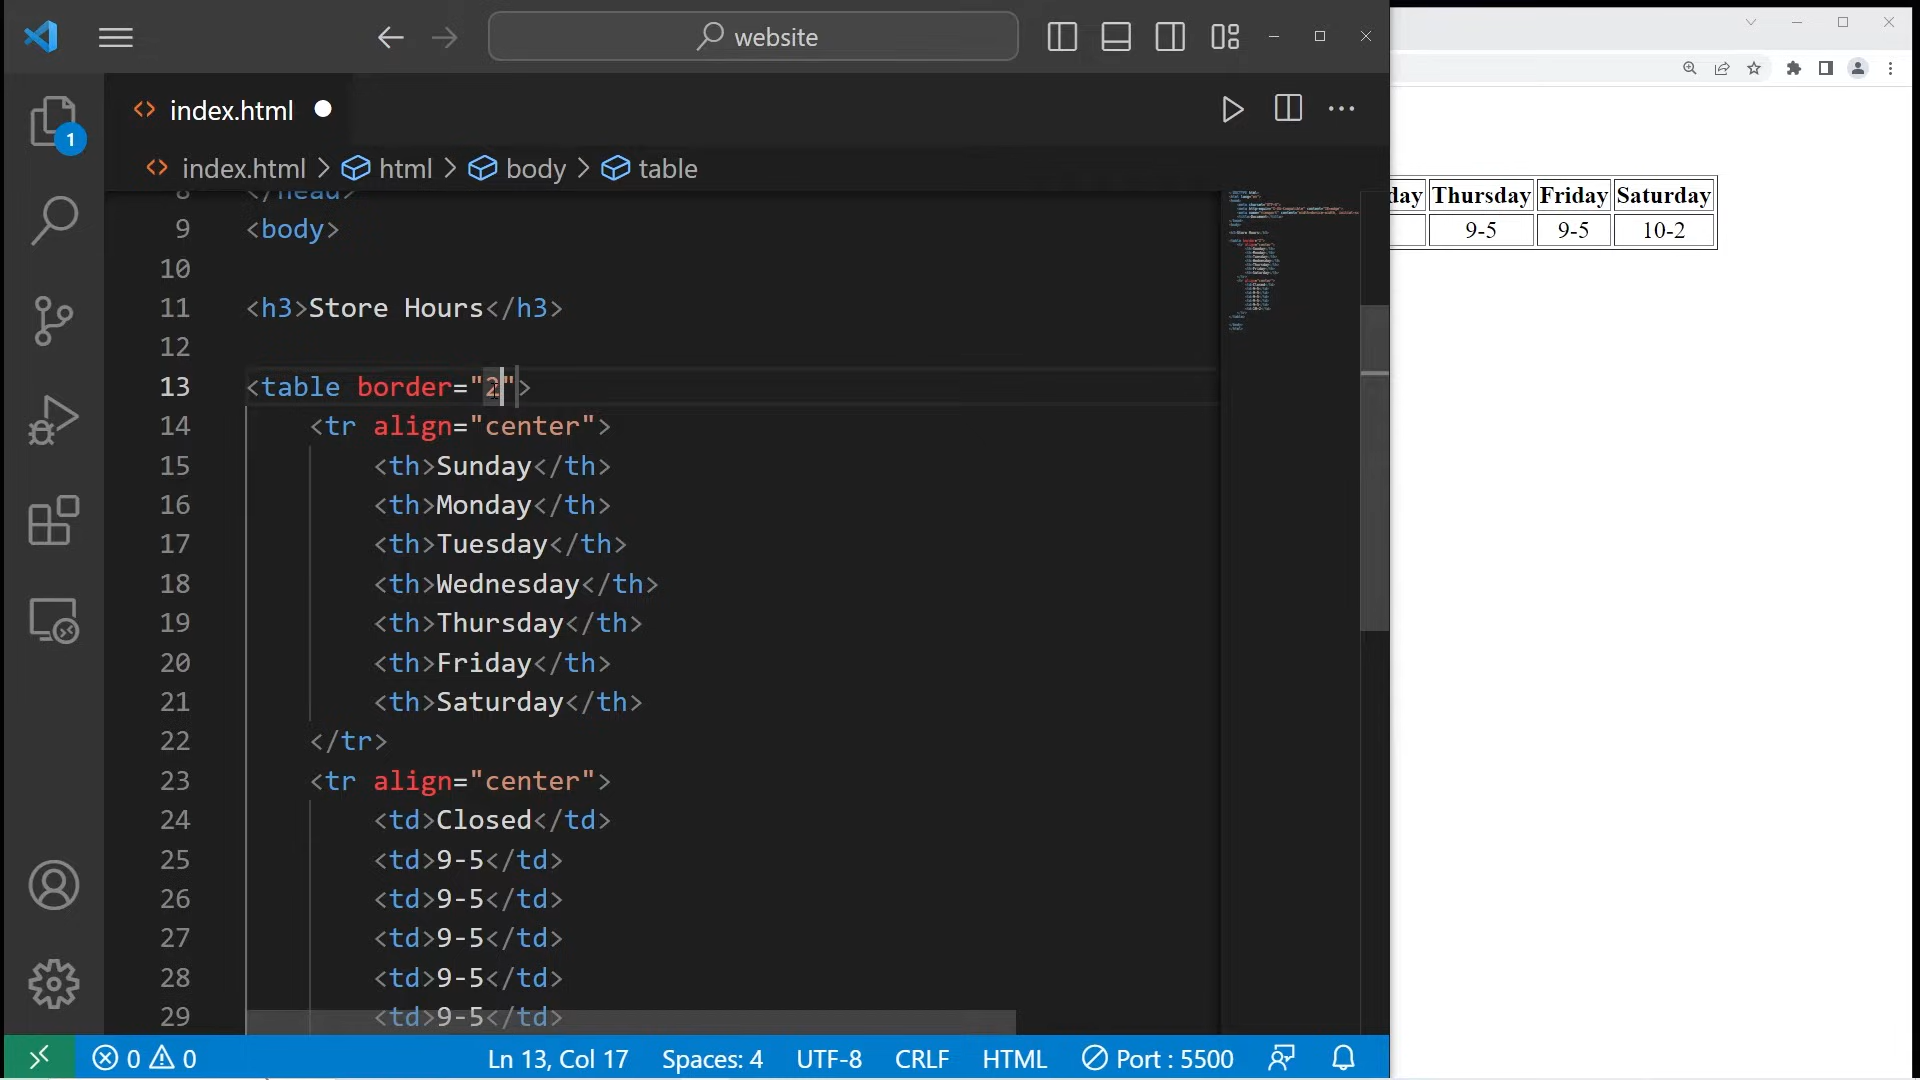 website
index.html
index.html > html > body > table
8 </head>
9 <body>
10
11 <h3>Store Hours</h3>
12
13 <table border="2">
14 <tr align="center">
15 <th>Sunday</th>
16 <th>Monday</th>
17 <th>Tuesday</th>
18 <th>Wednesday</th>
19 <th>Thursday</th>
20 <th>Friday</th>
21 <th>Saturday</th>
22 </tr>
23 <tr align="center">
24 <td>Closed</td>
25 <td>9-5</td>
26 <td>9-5</td>
27 <td>9-5</td>
28 <td>9-5</td>
29 <td>9-5</td>
1
0 0 Ln 13, Col 17 Spaces: 4 UTF-8 CRLF HTML Port : 5500
day Thursday Friday Saturday
9-5 9-5 10-2